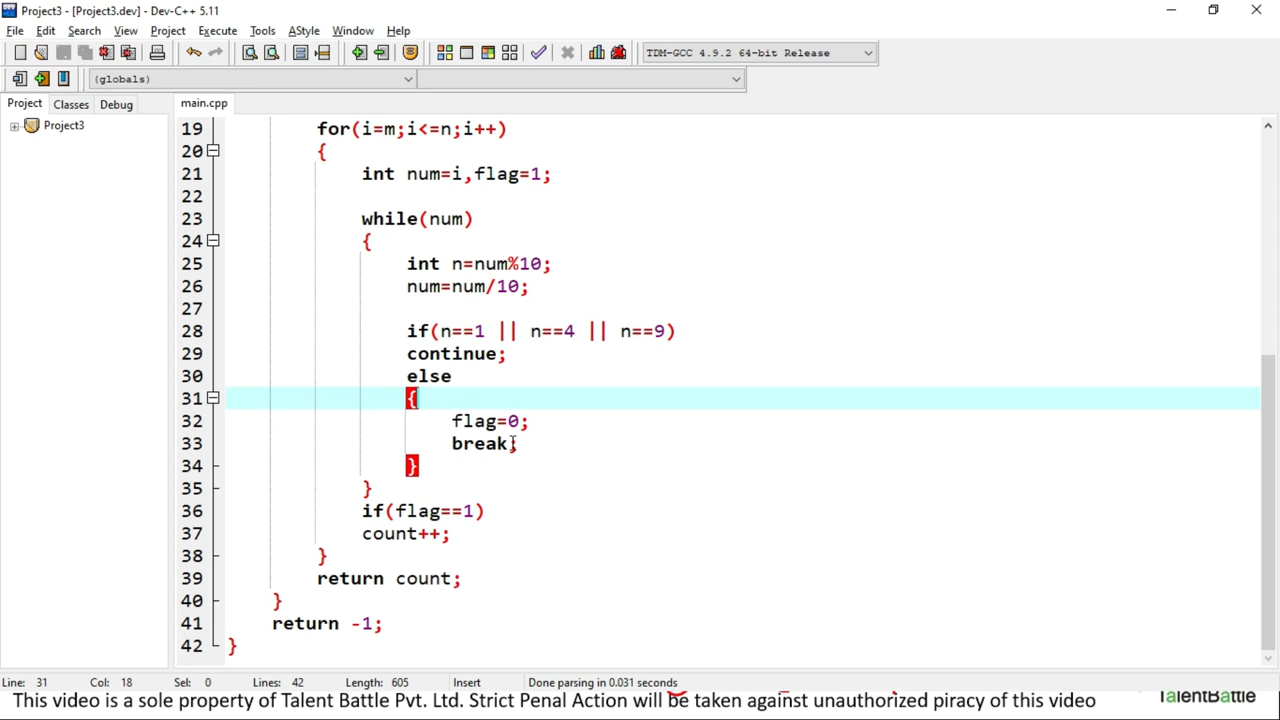 Project3 - [Project3.dev] - Dev-C++ 5.11
File Edit Search View Project Execute Tools AStyle Window Help
TDM-GCC 4.9.2 64-bit Release
(globals)
Project Classes Debug
main.cpp
Project3
19 for(i=m;i<=n;i++)
20 {
21 int num=i,flag=1;
22
23 while(num)
24 {
25 int n=num%10;
26 num=num/10;
27
28 if(n==1 || n==4 || n==9)
29 continue;
30 else
31 {
32 flag=0;
33 break;
34 }
35 }
36 if(flag==1)
37 count++;
38 }
39 return count;
40 }
41 return -1;
42 }
Line: 31 Col: 18 Sel: 0 Lines: 42 Length: 605 Insert Done parsing in 0.031 seconds
This video is a sole property of Talent Battle Pvt. Ltd. Strict Penal Action will be taken against unauthorized piracy of this video
TalentBattle